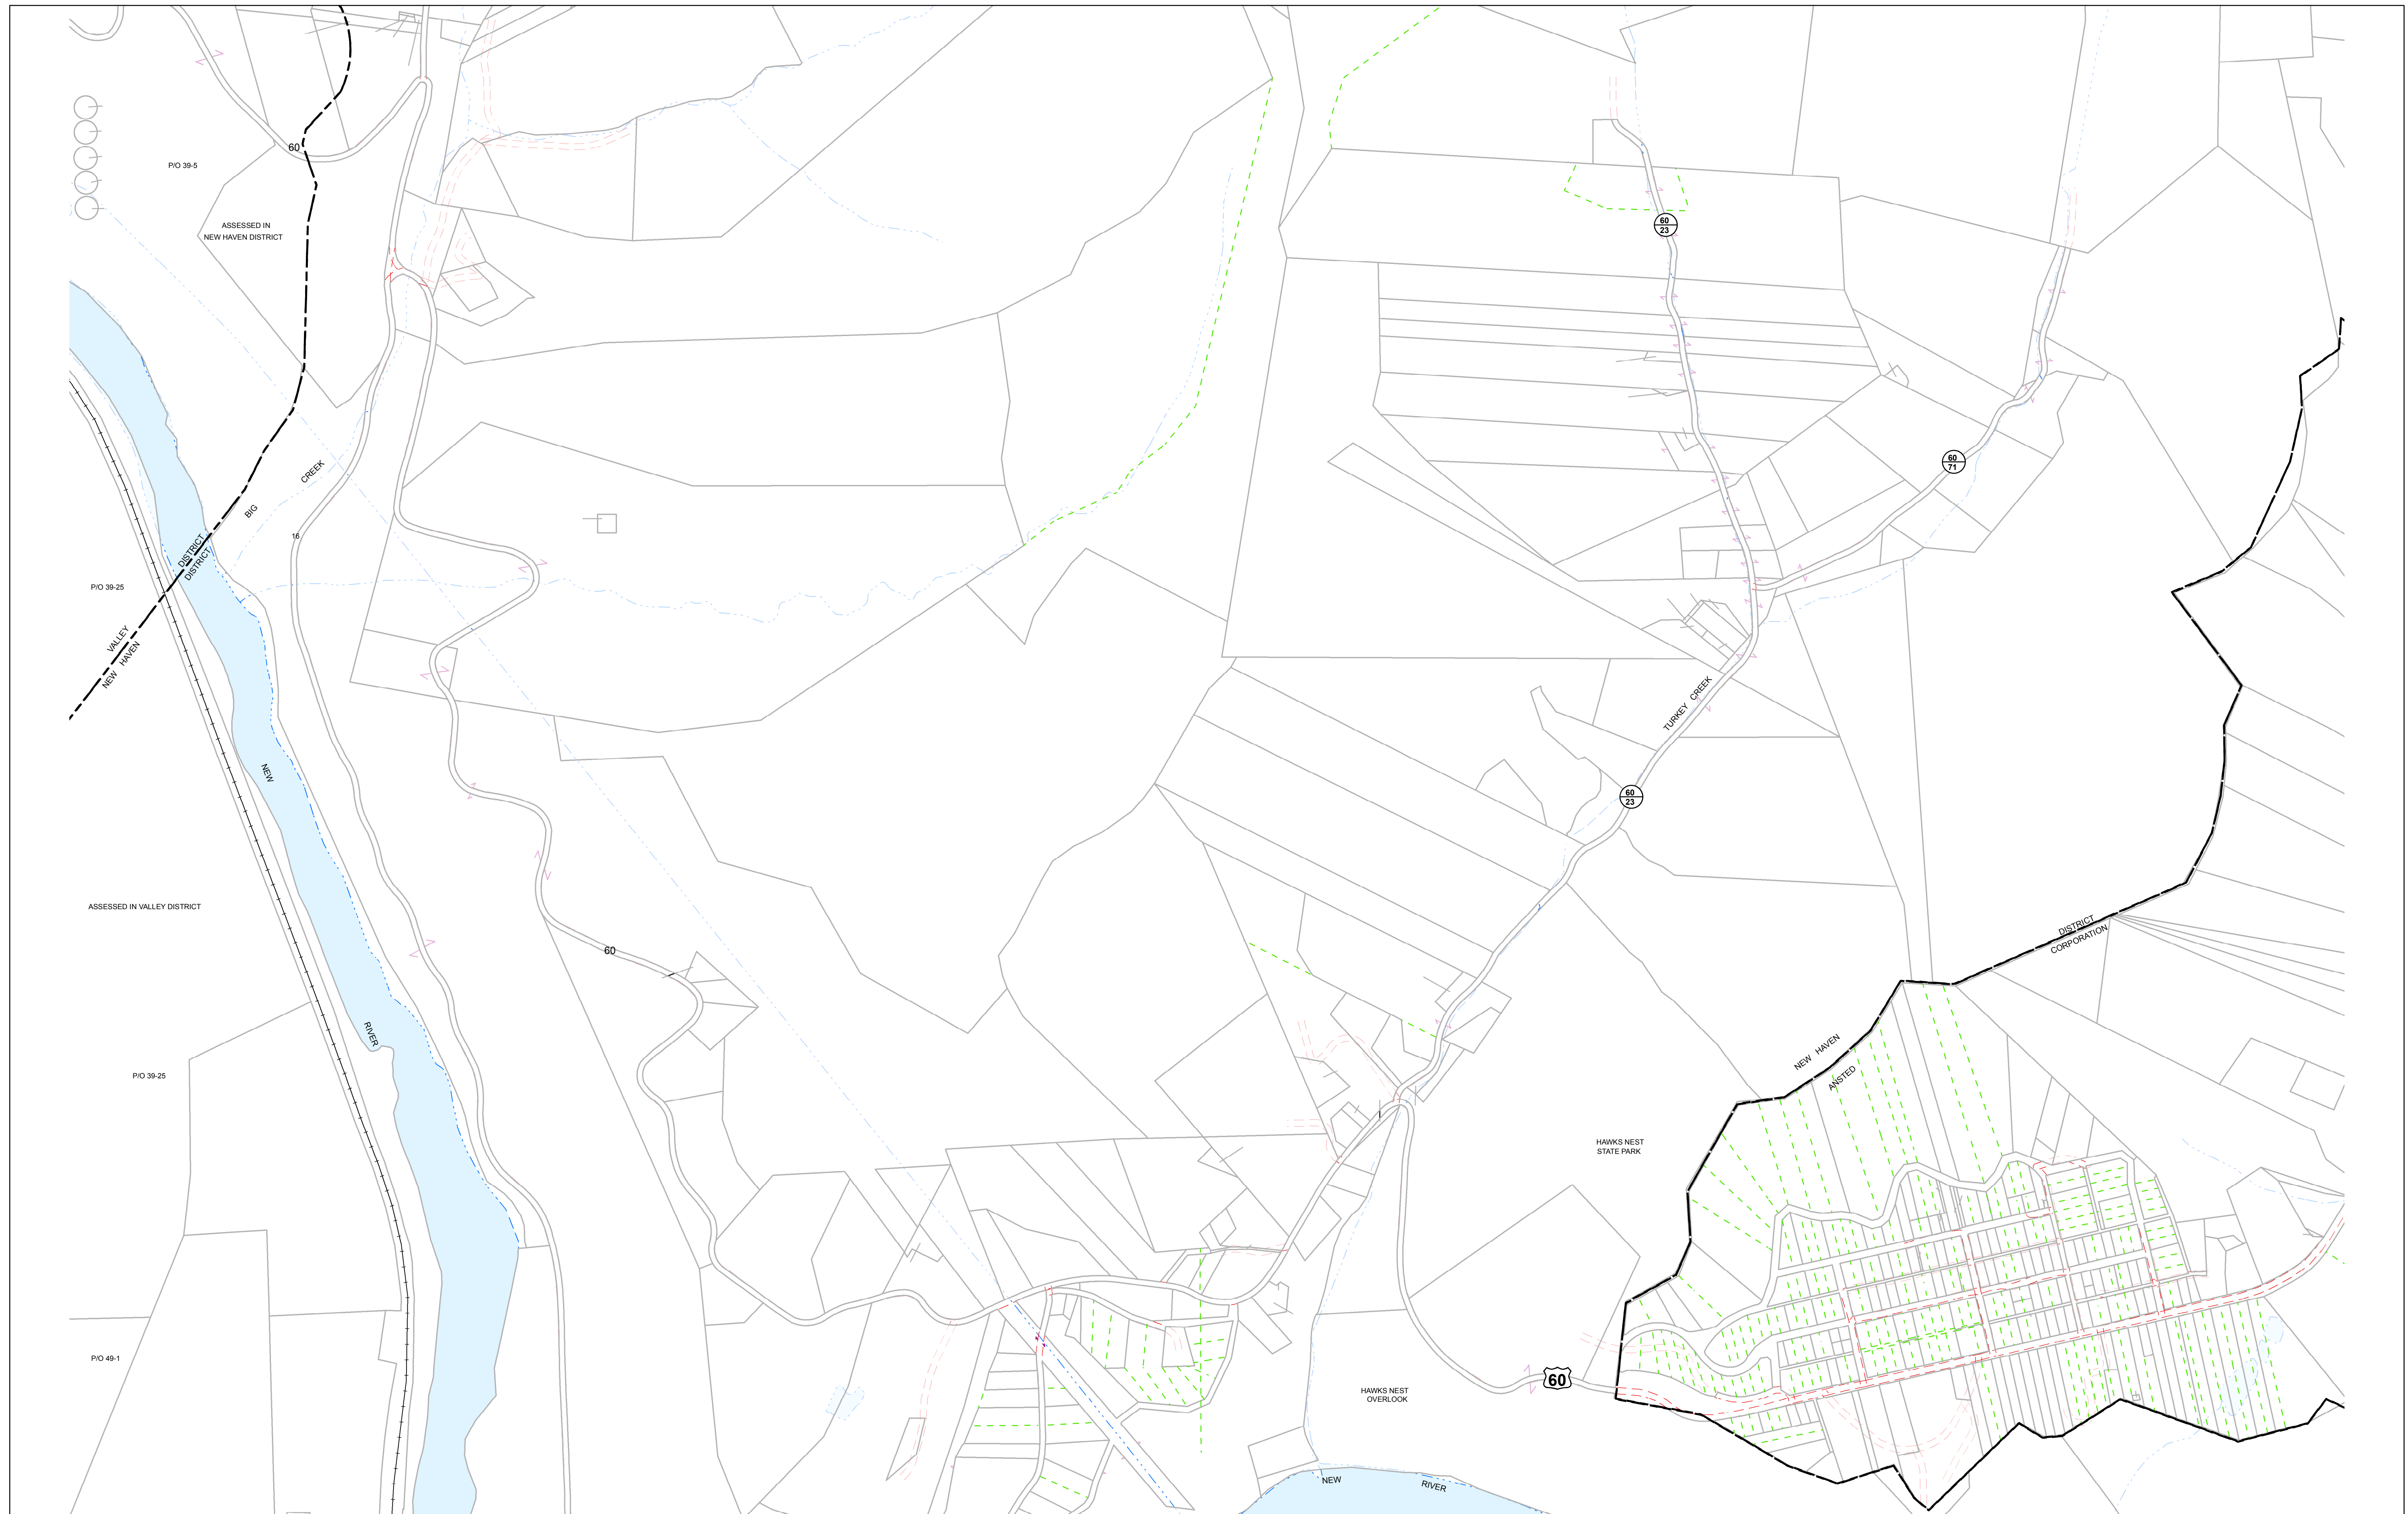 60
P/O 39-5
ASSESSED IN
NEW HAVEN DISTRICT
60
23
CREEK
60
71
BIG
16
DISTRICT
DISTRICT
P/O 39-25
VALLEY
NEW HAVEN
TURKEY CREEK
NEW
60
23
ASSESSED IN VALLEY DISTRICT
DISTRICT
CORPORATION
60
RIVER
NEW HAVEN
ANSTED
P/O 39-25
HAWKS NEST
STATE PARK
P/O 49-1
60
HAWKS NEST
OVERLOOK
NEW RIVER